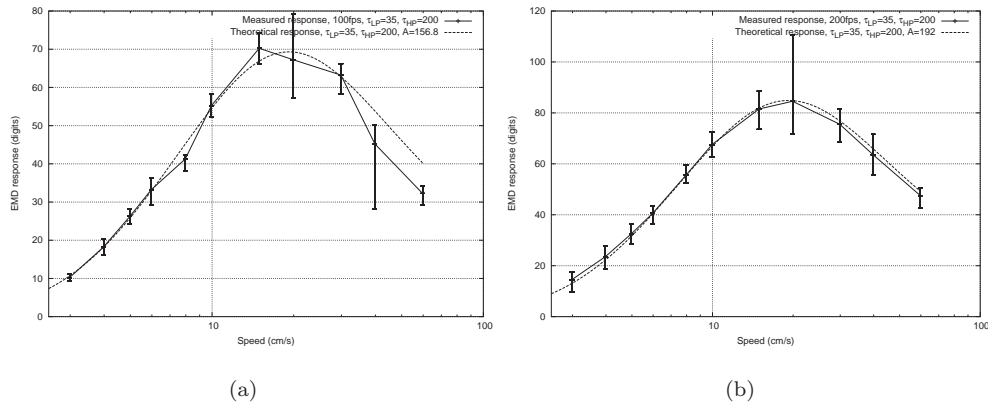 Measured response, 100fps, τLP=35, τHP=200
Theoretical response, τLP=35, τHP=200, A=156.8
EMD response (digits)
80
70
60
50
40
30
20
10
0
10
100
Speed (cm/s)
(a)
Measured response, 200fps, τLP=35, τHP=200
Theoretical response, τLP=35, τHP=200, A=192
EMD response (digits)
120
100
80
60
40
20
0
10
100
Speed (cm/s)
(b)